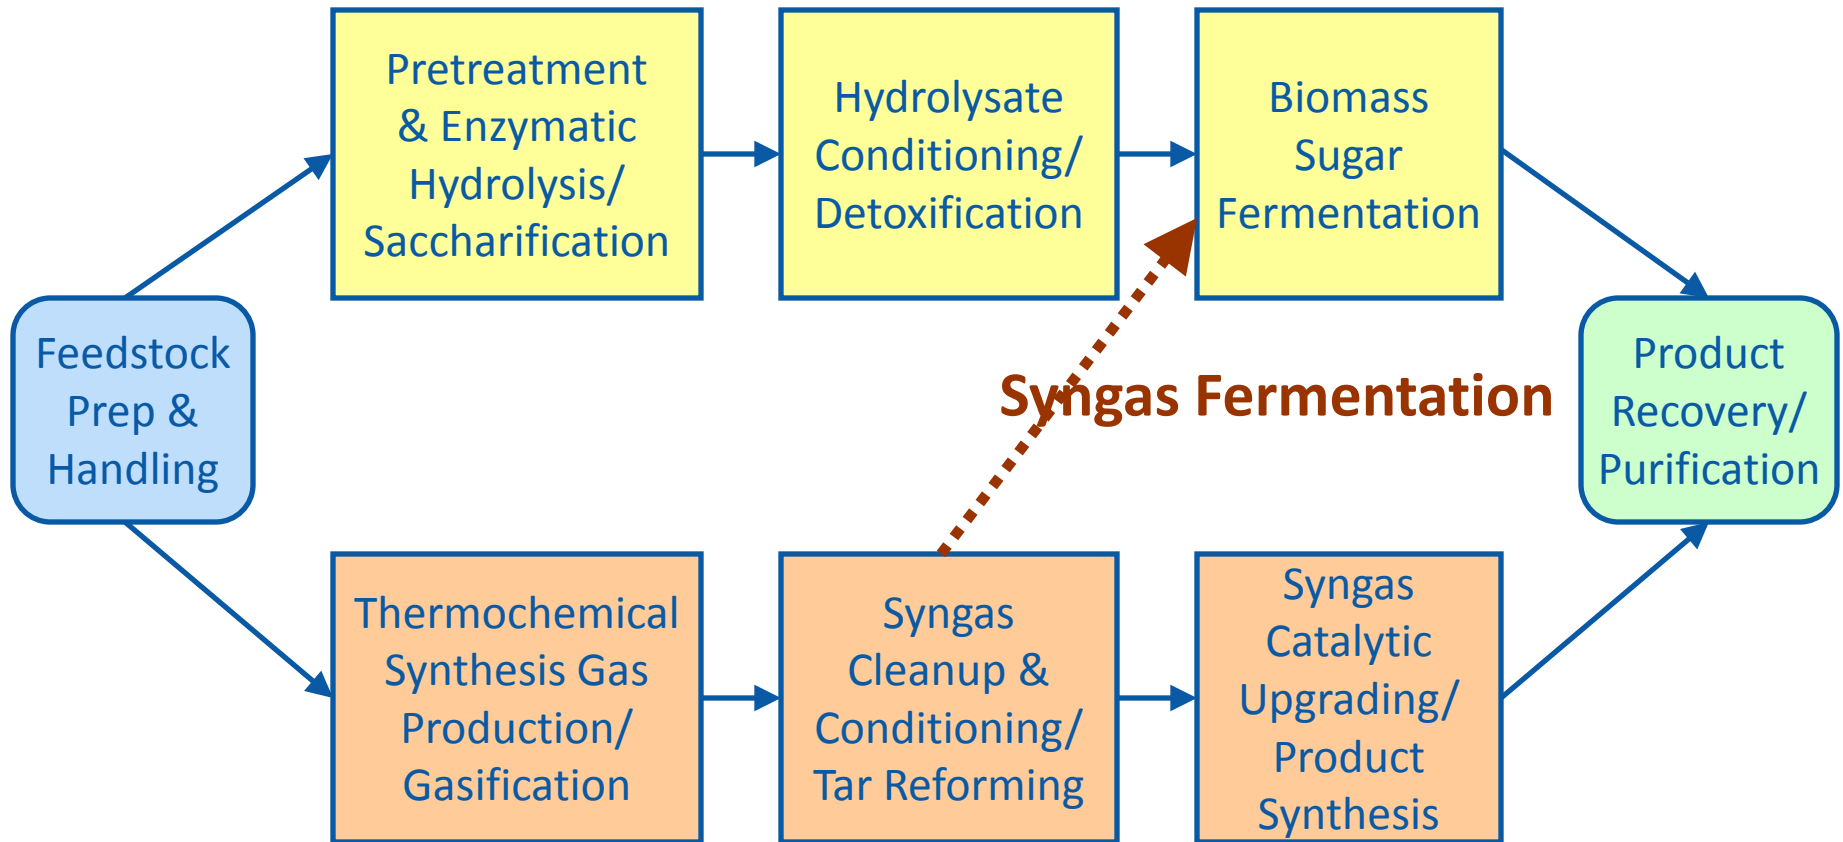 Pretreatment
& Enzymatic
Hydrolysis/
Saccharification
Hydrolysate
Conditioning/
Detoxification
Biomass
Sugar
Fermentation
Feedstock
Prep &
Handling
Syngas Fermentation
Product
Recovery/
Purification
Thermochemical
Synthesis Gas
Production/
Gasification
Syngas
Cleanup &
Conditioning/
Tar Reforming
Syngas
Catalytic
Upgrading/
Product
Synthesis